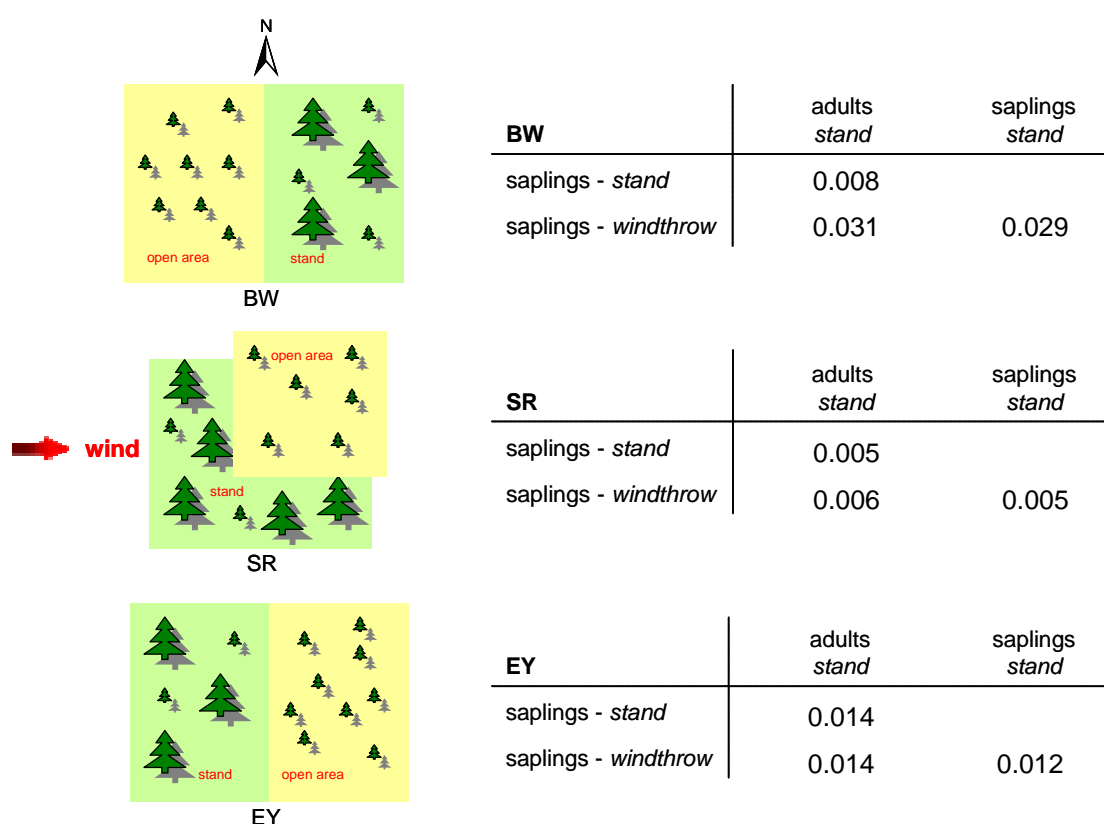 N
open area
stand
BW
adults saplings
BW stand stand
saplings - stand 0.008
saplings - windthrow 0.031 0.029
wind
open area
stand
SR
adults saplings
SR stand stand
saplings - stand 0.005
saplings - windthrow 0.006 0.005
stand
open area
EY
adults saplings
EY stand stand
saplings - stand 0.014
saplings - windthrow 0.014 0.012